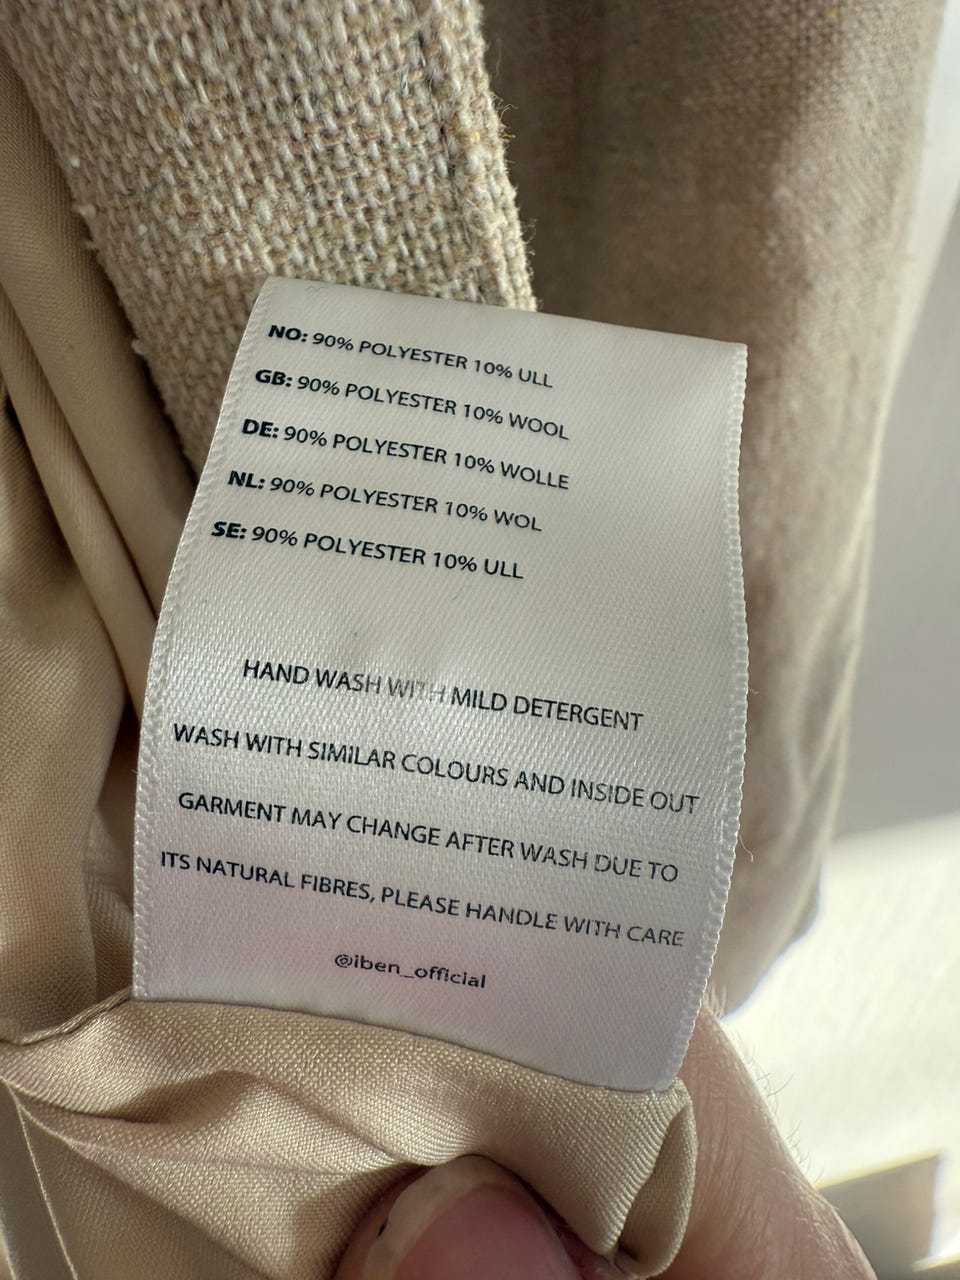 NO: 90% POLYESTER 10% ULL
GB: 90% POLYESTER 10% WOOL
DE: 90% POLYESTER 10% WOLLE
NL: 90% POLYESTER 10% WOL
SE: 90% POLYESTER 10% ULL
HAND WASH WITH MILD DETERGENT
WASH WITH SIMILAR COLOURS AND INSIDE OUT
GARMENT MAY CHANGE AFTER WASH DUE TO
ITS NATURAL FIBRES, PLEASE HANDLE WITH CARE
@iben_official